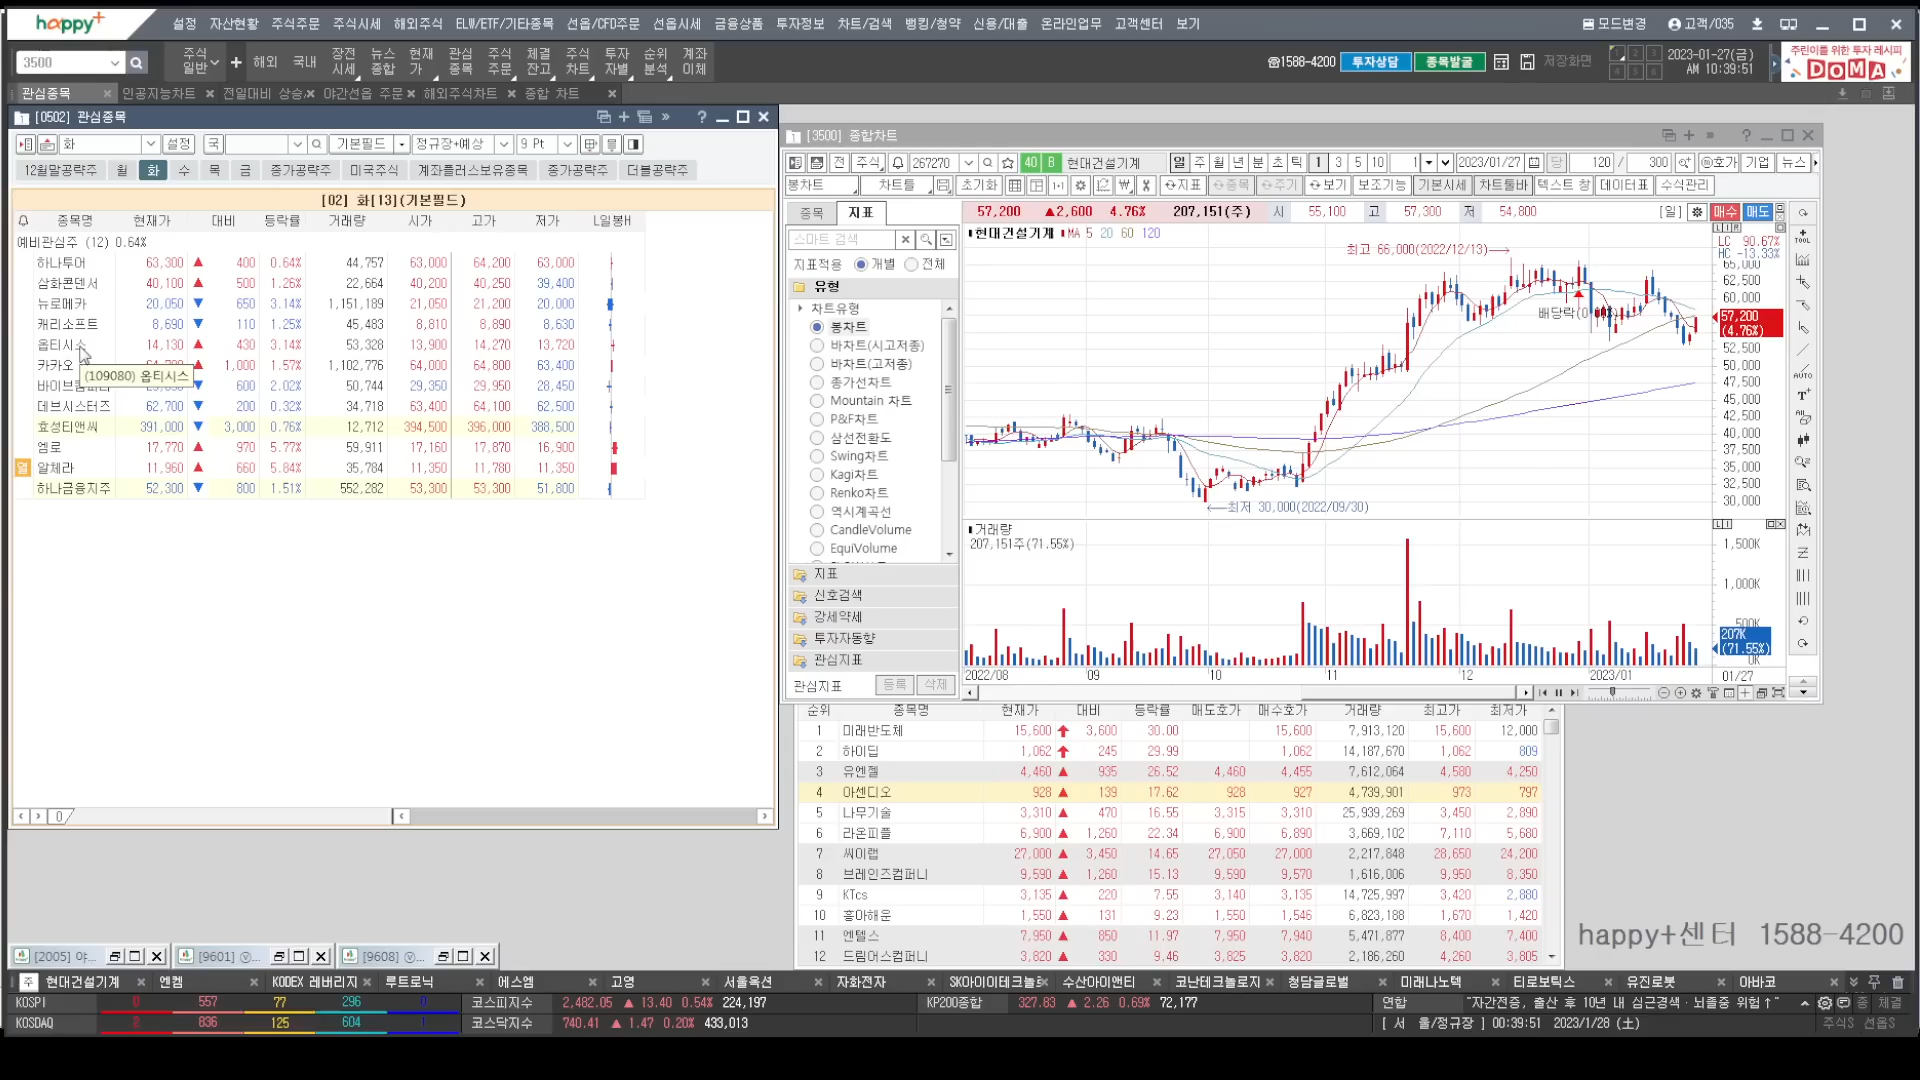 happy+
설정 자산현황 주식주문 주식시세 해외주식 ELW/ETF/기타종목 선옵/CFD주문 선옵시세 금융상품 투자정보 차트/검색 뱅킹/청약 신용/대출 온라인업무 고객센터 보기
모드변경 고객/035
3500
주식 일반 + 해외 국내 장전 시세 뉴스 종합 현재가 관심 종목 주식 주문 체결 잔고 주식 차트 투자 자별 순위 분석 계좌 이체
☎1588-4200 투자상담 종목발굴 저장화면 1 2 3 4 5 6 2023-01-27(금) AM 10:39:51
주린이를 위한 투자 레시피
DOMA
관심종목 × 인공지능차트 × 전일대비 상승 × 야간선옵 주문 × 해외주식차트 × 종합 차트 ×
[0502] 관심종목
화 설정 국 기본필드 정규장+예상 9 Pt
12월말공략주 월 화 수 목 금 종가공략주 미국주식 계좌플러스보유종목 종가공략주 더블공략주
[02] 화[13](기본필드)
종목명 현재가 대비 등락률 거래량 시가 고가 저가 L일봉H
예비관심주 (12) 0.64%
하나투어 63,300 ▲ 400 0.64% 44,757 63,000 64,200 63,000
삼화콘덴서 40,100 ▲ 500 1.26% 22,664 40,200 40,250 39,400
뉴로메카 20,050 ▼ 650 3.14% 1,151,189 21,050 21,200 20,000
캐리소프트 8,690 ▼ 110 1.25% 45,483 8,810 8,890 8,630
옵티시스 14,130 ▲ 430 3.14% 53,328 13,900 14,270 13,720
카카오 ▲ 1,000 1.57% 1,102,776 64,000 64,800 63,400
(109080) 옵티시스
▼ 600 2.02% 50,744 29,350 29,950 28,450
데브시스터즈 62,700 ▼ 200 0.32% 34,718 63,400 64,100 62,500
효성티앤씨 391,000 ▼ 3,000 0.76% 12,712 394,500 396,000 388,500
엠로 17,770 ▲ 970 5.77% 59,911 17,160 17,870 16,900
열 알체라 11,960 ▲ 660 5.84% 35,784 11,350 11,780 11,350
하나금융지주 52,300 ▼ 800 1.51% 552,282 53,300 53,300 51,800
[3500] 종합차트
전 주식 267270 40 B 현대건설기계 일 주 월 년 분 초 틱 1 3 5 10 1 2023/01/27 당 120 / 300 호가 기업 뉴스
봉차트 차트틀 초기화 지표 종목 주기 보기 보조기능 기본시세 차트툴바 텍스트 창 데이터표 수식관리
종목 지표
57,200 ▲2,600 4.76% 207,151(주) 시 55,100 고 57,300 저 54,800 [일] 매수 매도
스마트 검색
지표적용 개별 전체
유형
차트유형
봉차트
바차트(시고저종)
바차트(고저종)
종가선차트
Mountain 차트
P&F차트
삼선전환도
Swing차트
Kagi차트
Renko차트
역시계곡선
CandleVolume
EquiVolume
지표
신호검색
강세약세
투자자동향
관심지표
관심지표 등록 삭제
현대건설기계 MA 5 20 60 120
최고 66,000(2022/12/13)
배당락
최저 30,000(2022/09/30)
LC 90.67%
HC -13.33%
65,000
62,500
60,000
57,200
(4.76%)
52,500
50,000
47,500
45,000
42,500
40,000
37,500
35,000
32,500
30,000
거래량
207,151주(71.55%)
1,500K
1,000K
500K
207K
(71.55%)
0K
2022/08 09 10 11 12 2023/01 01/27
TOOL
AUTO
순위 종목명 현재가 대비 등락률 매도호가 매수호가 거래량 최고가 최저가
1 미래반도체 15,600 3,600 30.00 15,600 7,913,120 15,600 12,000
2 하이딥 1,062 245 29.99 1,062 14,187,670 1,062 809
3 유엔젤 4,460 ▲ 935 26.52 4,460 4,455 7,612,064 4,580 4,250
4 아센디오 928 ▲ 139 17.62 928 927 4,739,901 973 797
5 나무기술 3,310 ▲ 470 16.55 3,315 3,310 25,939,269 3,450 2,890
6 라온피플 6,900 ▲ 1,260 22.34 6,900 6,890 3,669,102 7,110 5,680
7 씨이랩 27,000 ▲ 3,450 14.65 27,050 27,000 2,217,848 28,650 24,200
8 브레인즈컴퍼니 9,590 ▲ 1,260 15.13 9,590 9,570 1,616,006 9,950 8,350
9 KTcs 3,135 ▲ 220 7.55 3,140 3,135 14,725,997 3,420 2,880
10 흥아해운 1,550 ▲ 131 9.23 1,550 1,546 6,823,188 1,670 1,420
11 엔텔스 7,950 ▲ 850 11.97 7,950 7,940 5,471,877 8,400 7,400
12 드림어스컴퍼니 3,820 ▲ 330 9.46 3,825 3,820 2,186,260 4,260 3,805
happy+센터 1588-4200
[2005] 야... [9601] [9608]
주 현대건설기계 × 엔켐 × KODEX 레버리지 × 루트로닉 × 에스엠 × 고영 × 서울옥션 × 자화전자 × SK아이이테크놀로 × 수산아이앤티 × 코난테크놀로지 × 청담글로벌 × 미래나노텍 × 티로보틱스 × 유진로봇 × 아바코 ×
KOSPI 0 557 77 296 0 코스피지수 2,482.05 ▲ 13.40 0.54% 224,197 KP200종합 327.83 ▲ 2.26 0.69% 72,177 연합 "자간전증, 출산 후 10년 내 심근경색·뇌졸중 위험↑" 종 체결
KOSDAQ 2 836 125 604 1 코스닥지수 740.41 ▲ 1.47 0.20% 433,013 [ 서 울/정규장 ] 00:39:51 2023/1/28 (土) 주식S 선옵S